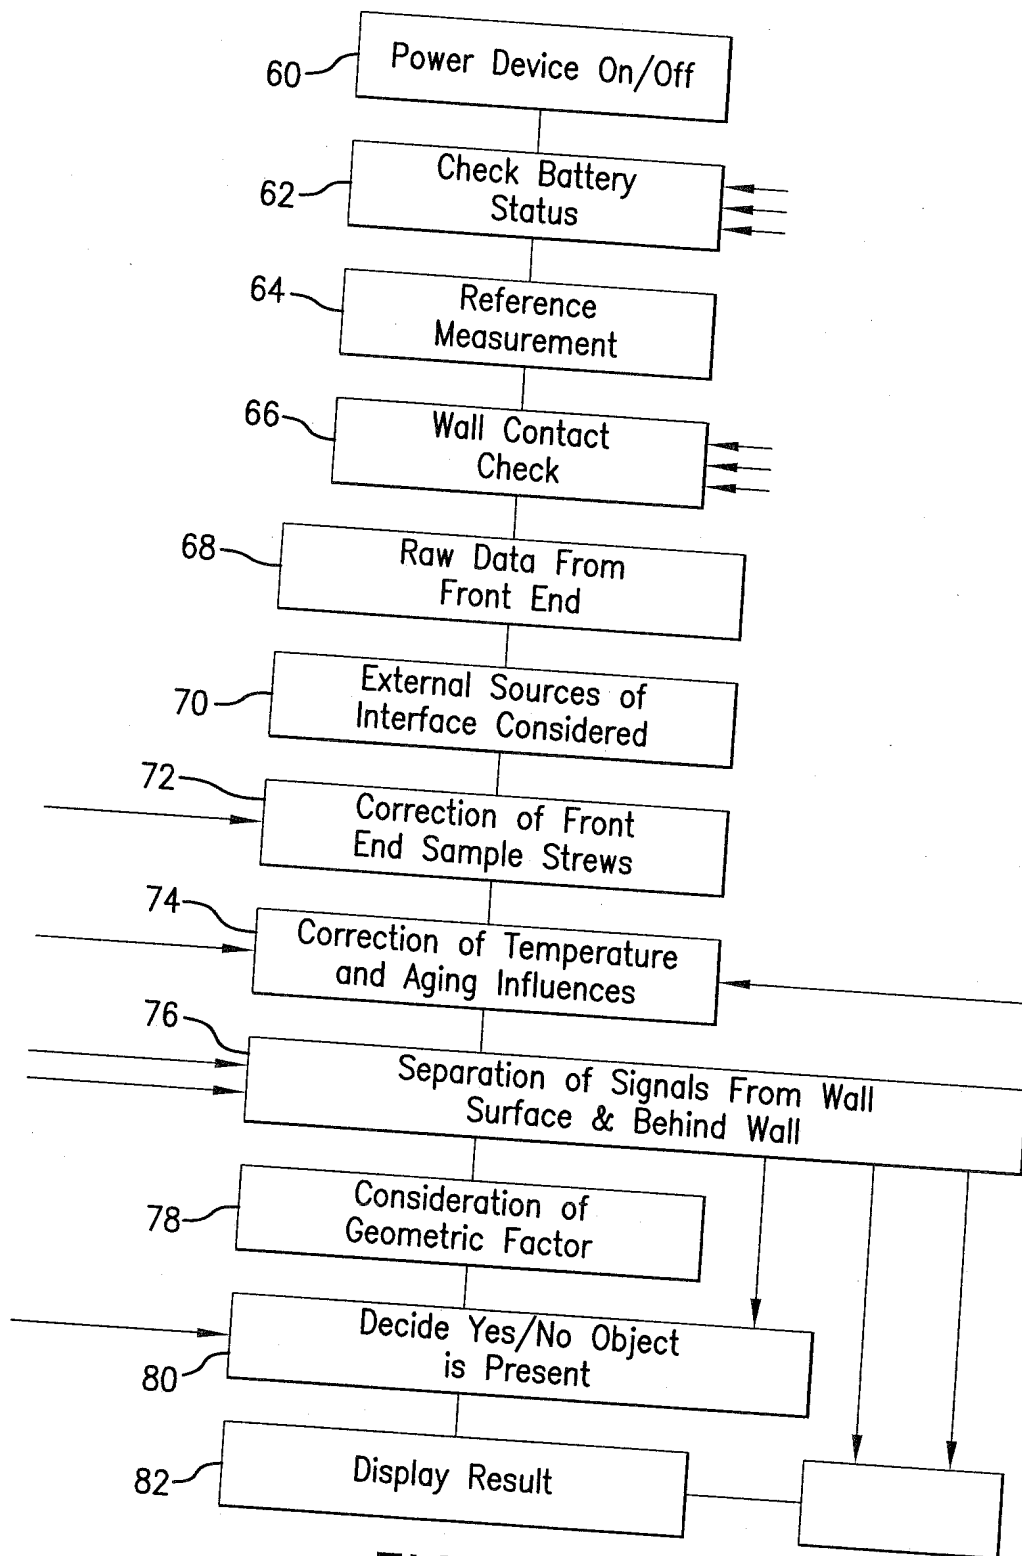 60
Power Device On/Off
62
Check Battery
Status
64
Reference
Measurement
66
Wall Contact
Check
68
Raw Data From
Front End
70
External Sources of
Interface Considered
72
Correction of Front
End Sample Strews
74
Correction of Temperature
and Aging Influences
76
Separation of Signals From Wall
Surface & Behind Wall
78
Consideration of
Geometric Factor
80
Decide Yes/No Object
is Present
82
Display Result